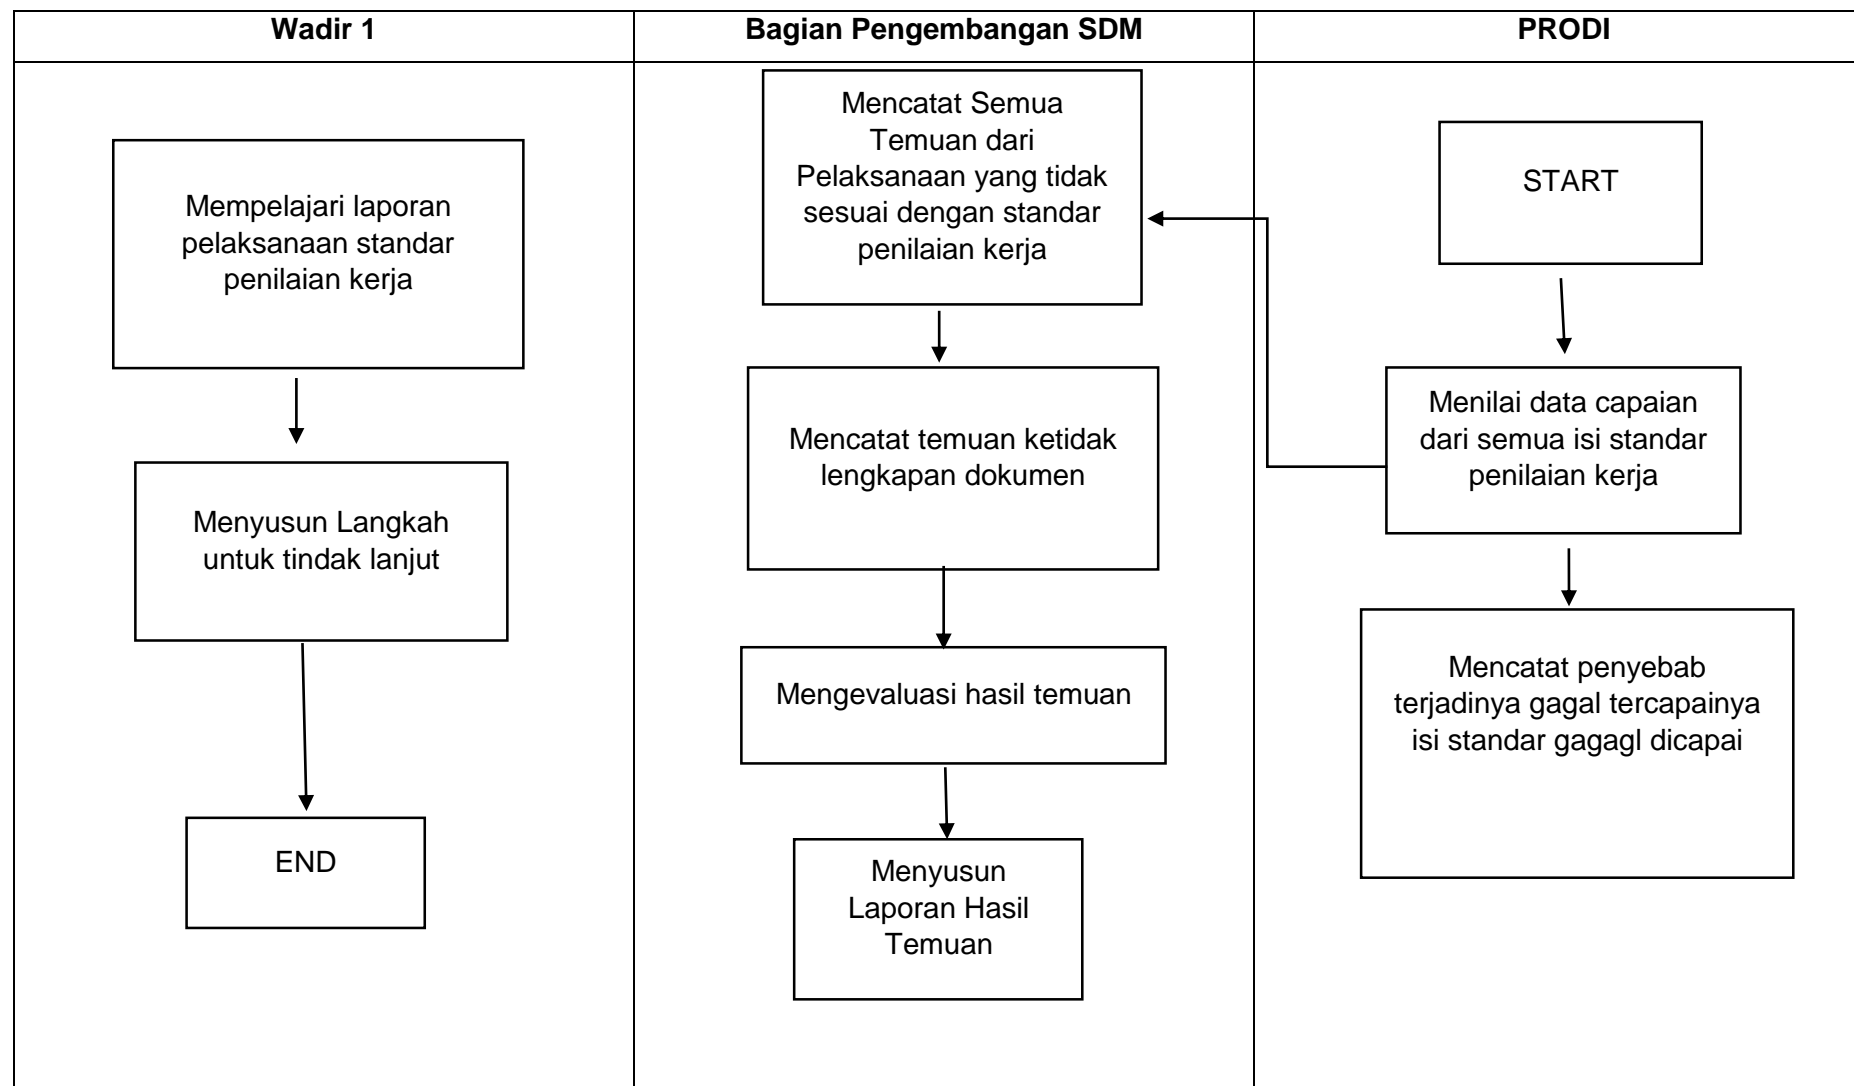 Wadir 1
Bagian Pengembangan SDM
PRODI
Mempelajari laporan
pelaksanaan standar
penilaian kerja
Menyusun Langkah
untuk tindak lanjut
END
Mencatat Semua
Temuan dari
Pelaksanaan yang tidak
sesuai dengan standar
penilaian kerja
Mencatat temuan ketidak
lengkapan dokumen
Mengevaluasi hasil temuan
Menyusun
Laporan Hasil
Temuan
START
Menilai data capaian
dari semua isi standar
penilaian kerja
Mencatat penyebab
terjadinya gagal tercapainya
isi standar gagagl dicapai